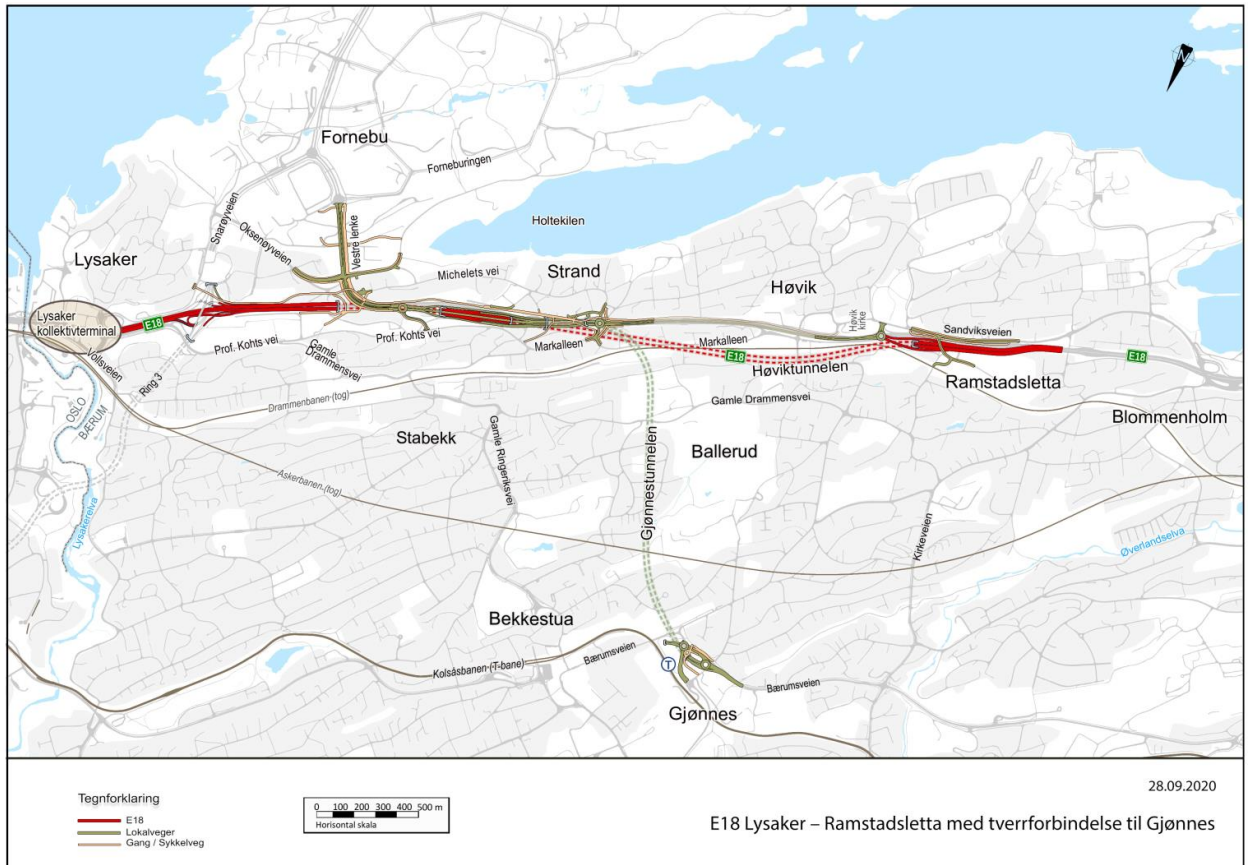 N
Fornebu
Forneburingen
Snarøyveien
Holtekilen
Oksenøyveien
Vestre lenke
Lysaker
Michelets vei
Strand
Høvik
Lysaker
kollektivterminal
E18
Prof. Kohts vei
Gamle
Drammensvei
Prof. Kohts vei
Markalleen
Markalleen
E18
Høvik
kirke
Sandviksveien
E18
Vollsveien
Ring 3
Høviktunnelen
Ramstadsletta
Drammenbanen (tog)
Gamle Drammensvei
Blommenholm
OSLO
BÆRUM
Stabekk
Gamle Ringeriksvei
Ballerud
Gjønnestunnelen
Askerbanen (tog)
Lysakerelva
Kirkeveien
Øverlandselva
Bekkestua
Kolsåsbanen (T-bane)
Bærumsveien
T
Bærumsveien
Gjønnes
28.09.2020
Tegnforklaring
E18
Lokalveger
Gang / Sykkelveg
0 100 200 300 400 500 m
Horisontal skala
E18 Lysaker – Ramstadsletta med tverrforbindelse til Gjønnes